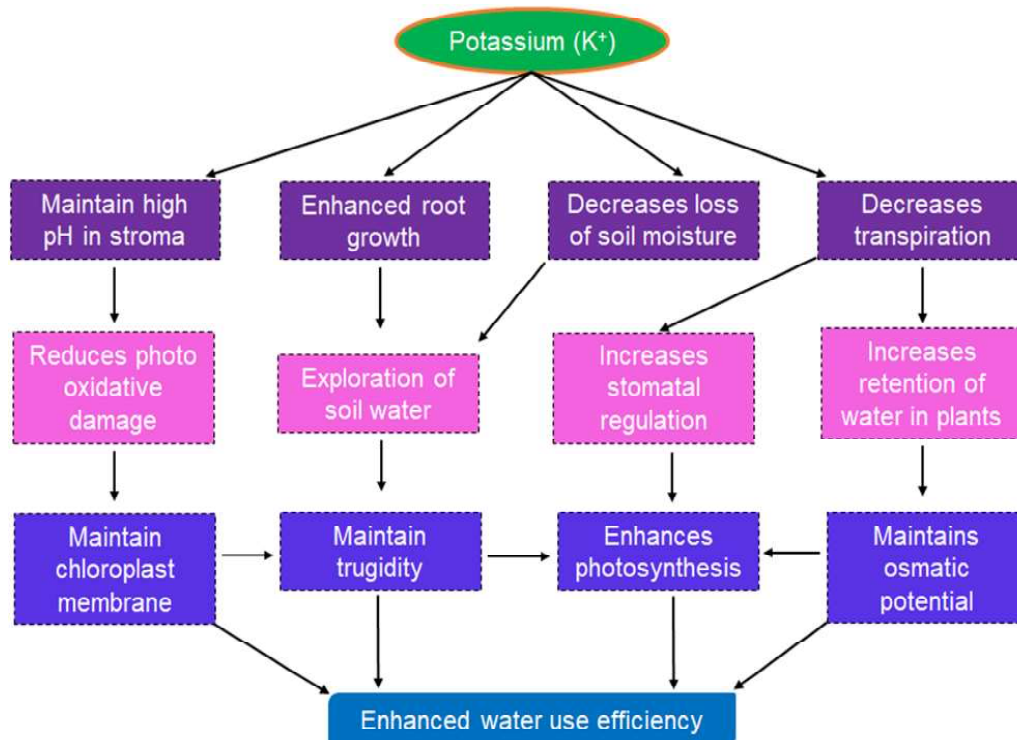 Potassium (K⁺)
Maintain high
pH in stroma
Enhanced root
growth
Decreases loss
of soil moisture
Decreases
transpiration
Reduces photo
oxidative
damage
Exploration of
soil water
Increases
stomatal
regulation
Increases
retention of
water in plants
Maintain
chloroplast
membrane
Maintain
trugidity
Enhances
photosynthesis
Maintains
osmatic
potential
Enhanced water use efficiency